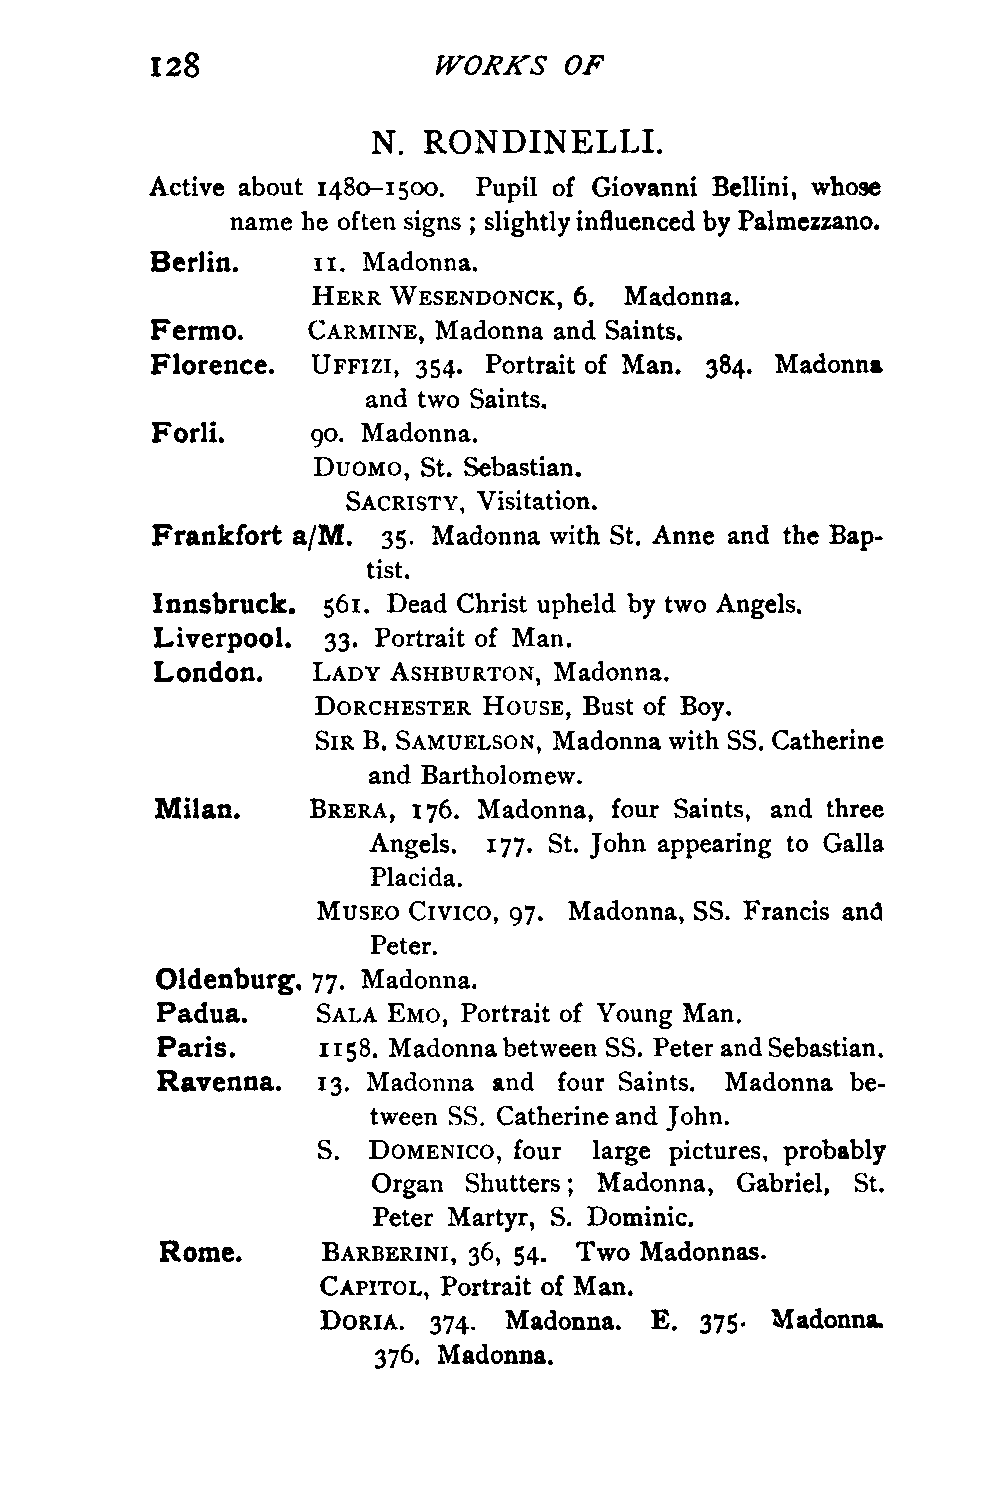 128 WORKS OF
N. RONDINELLI.
Active about 1480–1500. Pupil of Giovanni Bellini, whose
name he often signs ; slightly influenced by Palmezzano.
Berlin. 11. Madonna.
HERR WESENDONCK, 6. Madonna.
Fermo. CARMINE, Madonna and Saints.
Florence. UFFIZI, 354. Portrait of Man. 384. Madonna
and two Saints.
Forli. 90. Madonna.
DUOMO, St. Sebastian.
SACRISTY, Visitation.
Frankfort a/M. 35. Madonna with St. Anne and the Bap-
tist.
Innsbruck. 561. Dead Christ upheld by two Angels.
Liverpool. 33. Portrait of Man.
London. LADY ASHBURTON, Madonna.
DORCHESTER HOUSE, Bust of Boy.
SIR B. SAMUELSON, Madonna with SS. Catherine
and Bartholomew.
Milan. BRERA, 176. Madonna, four Saints, and three
Angels. 177. St. John appearing to Galla
Placida.
MUSEO CIVICO, 97. Madonna, SS. Francis and
Peter.
Oldenburg. 77. Madonna.
Padua. SALA EMO, Portrait of Young Man.
Paris. 1158. Madonna between SS. Peter and Sebastian.
Ravenna. 13. Madonna and four Saints. Madonna be-
tween SS. Catherine and John.
S. DOMENICO, four large pictures, probably
Organ Shutters ; Madonna, Gabriel, St.
Peter Martyr, S. Dominic.
Rome. BARBERINI, 36, 54. Two Madonnas.
CAPITOL, Portrait of Man.
DORIA. 374. Madonna. E. 375. Madonna.
376. Madonna.